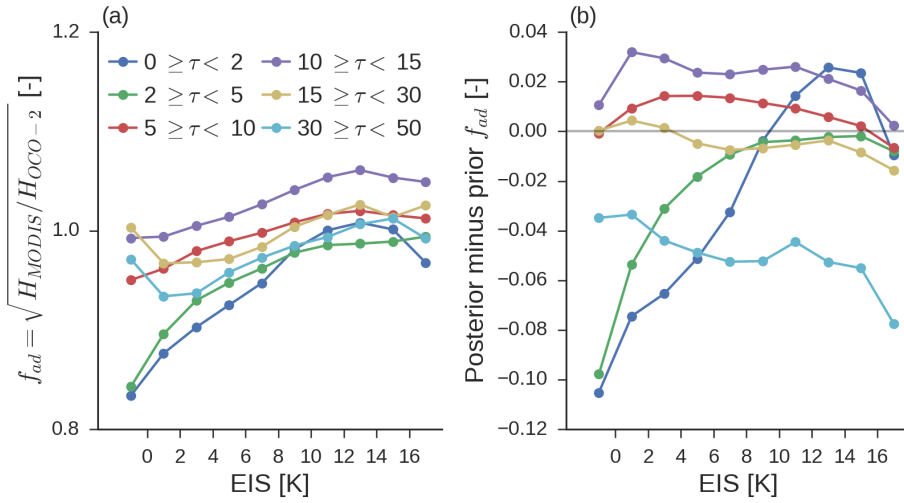 (a)
1.2
1.0
0.8
f_ad = √H_MODIS/H_OCO−2 [-]
0 ≥ τ < 2
2 ≥ τ < 5
5 ≥ τ < 10
10 ≥ τ < 15
15 ≥ τ < 30
30 ≥ τ < 50
0 2 4 6 8 10 12 14 16
EIS [K]
(b)
0.04
0.02
0.00
−0.02
−0.04
−0.06
−0.08
−0.10
−0.12
Posterior minus prior f_ad [-]
0 2 4 6 8 10 12 14 16
EIS [K]